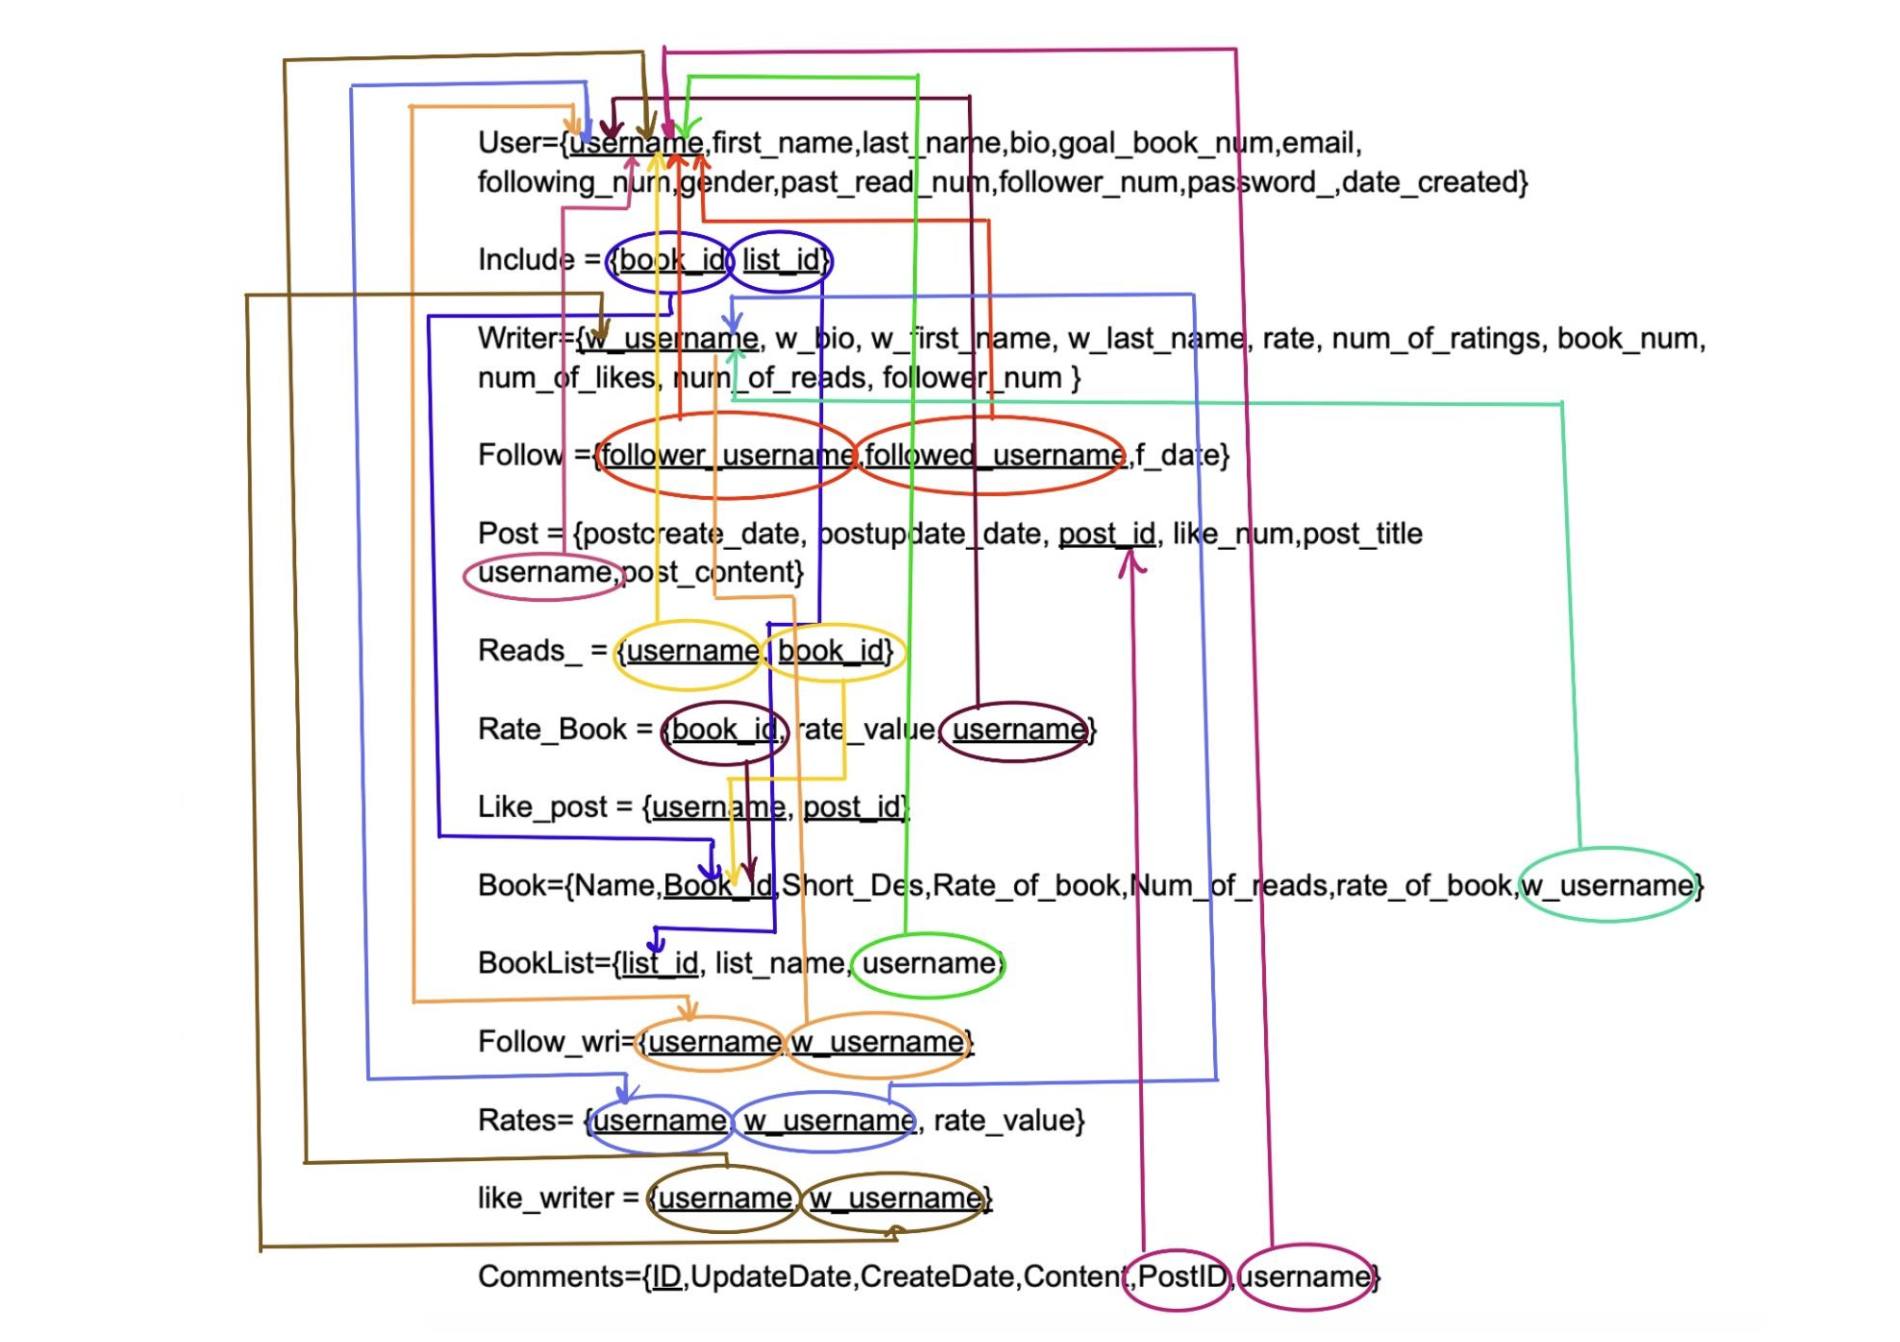 User={username,first_name,last_name,bio,goal_book_num,email,
following_num,gender,past_read_num,follower_num,password_,date_created}
Include = {book_id, list_id}
Writer={w_username, w_bio, w_first_name, w_last_name, rate, num_of_ratings, book_num,
num_of_likes, num_of_reads, follower_num }
Follow ={follower_username,followed_username,f_date}
Post = {postcreate_date, postupdate_date, post_id, like_num,post_title
username,post_content}
Reads_ = {username, book_id}
Rate_Book = {book_id, rate_value, username}
Like_post = {username, post_id}
Book={Name,Book_Id,Short_Des,Rate_of_book,Num_of_reads,rate_of_book,w_username}
BookList={list_id, list_name, username}
Follow_wri={username,w_username}
Rates= {username, w_username, rate_value}
like_writer = {username, w_username}
Comments={ID,UpdateDate,CreateDate,Content,PostID,username}